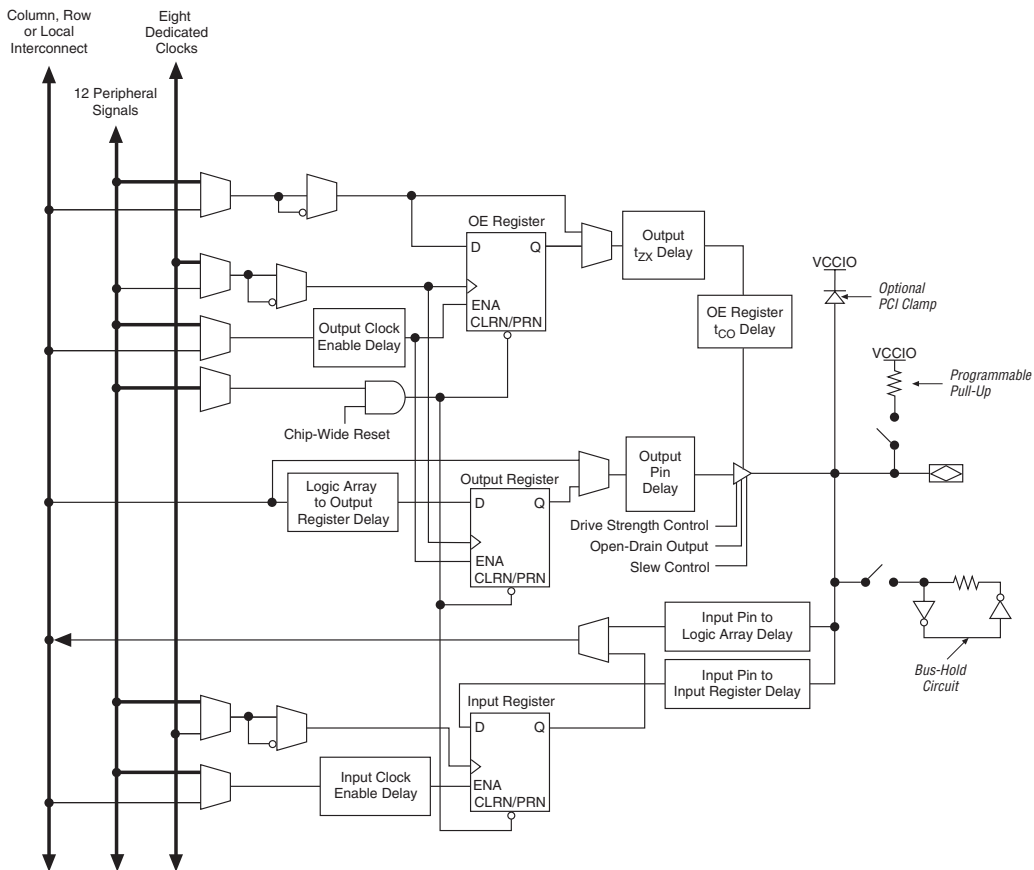 Column, Row
or Local
Interconnect
Eight
Dedicated
Clocks
12 Peripheral
Signals
OE Register
D
Q
ENA
CLRN/PRN
Output
tZX Delay
VCCIO
Optional
PCI Clamp
OE Register
tCO Delay
Output Clock
Enable Delay
VCCIO
Programmable
Pull-Up
Chip-Wide Reset
Output
Pin
Delay
Output Register
Logic Array
to Output
Register Delay
D
Q
ENA
CLRN/PRN
Drive Strength Control
Open-Drain Output
Slew Control
Input Pin to
Logic Array Delay
Input Pin to
Input Register Delay
Bus-Hold
Circuit
Input Register
D
Q
ENA
CLRN/PRN
Input Clock
Enable Delay